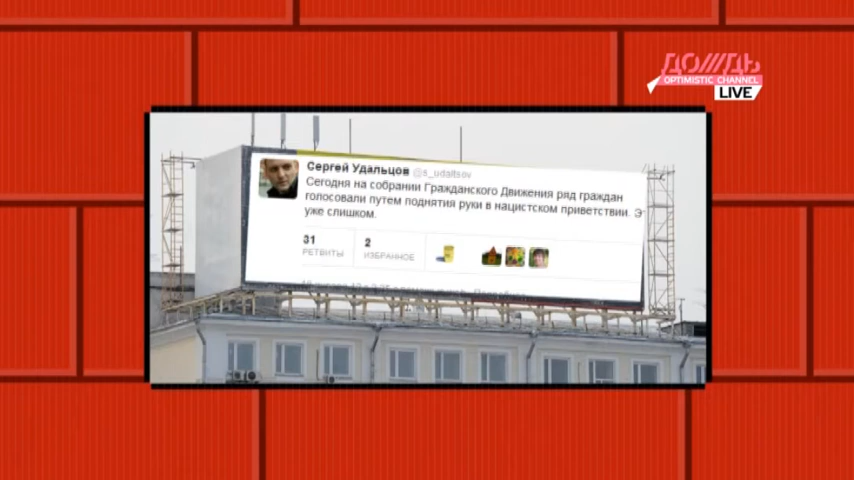 ДОЖДЬ
OPTIMISTIC CHANNEL
LIVE
Сергей Удальцов @s_udaltsov
Сегодня на собрании Гражданского Движения ряд граждан
голосовали путем поднятия руки в нацистском приветствии.
уже слишком.
31
РЕТВИТЫ
2
ИЗБРАННОЕ